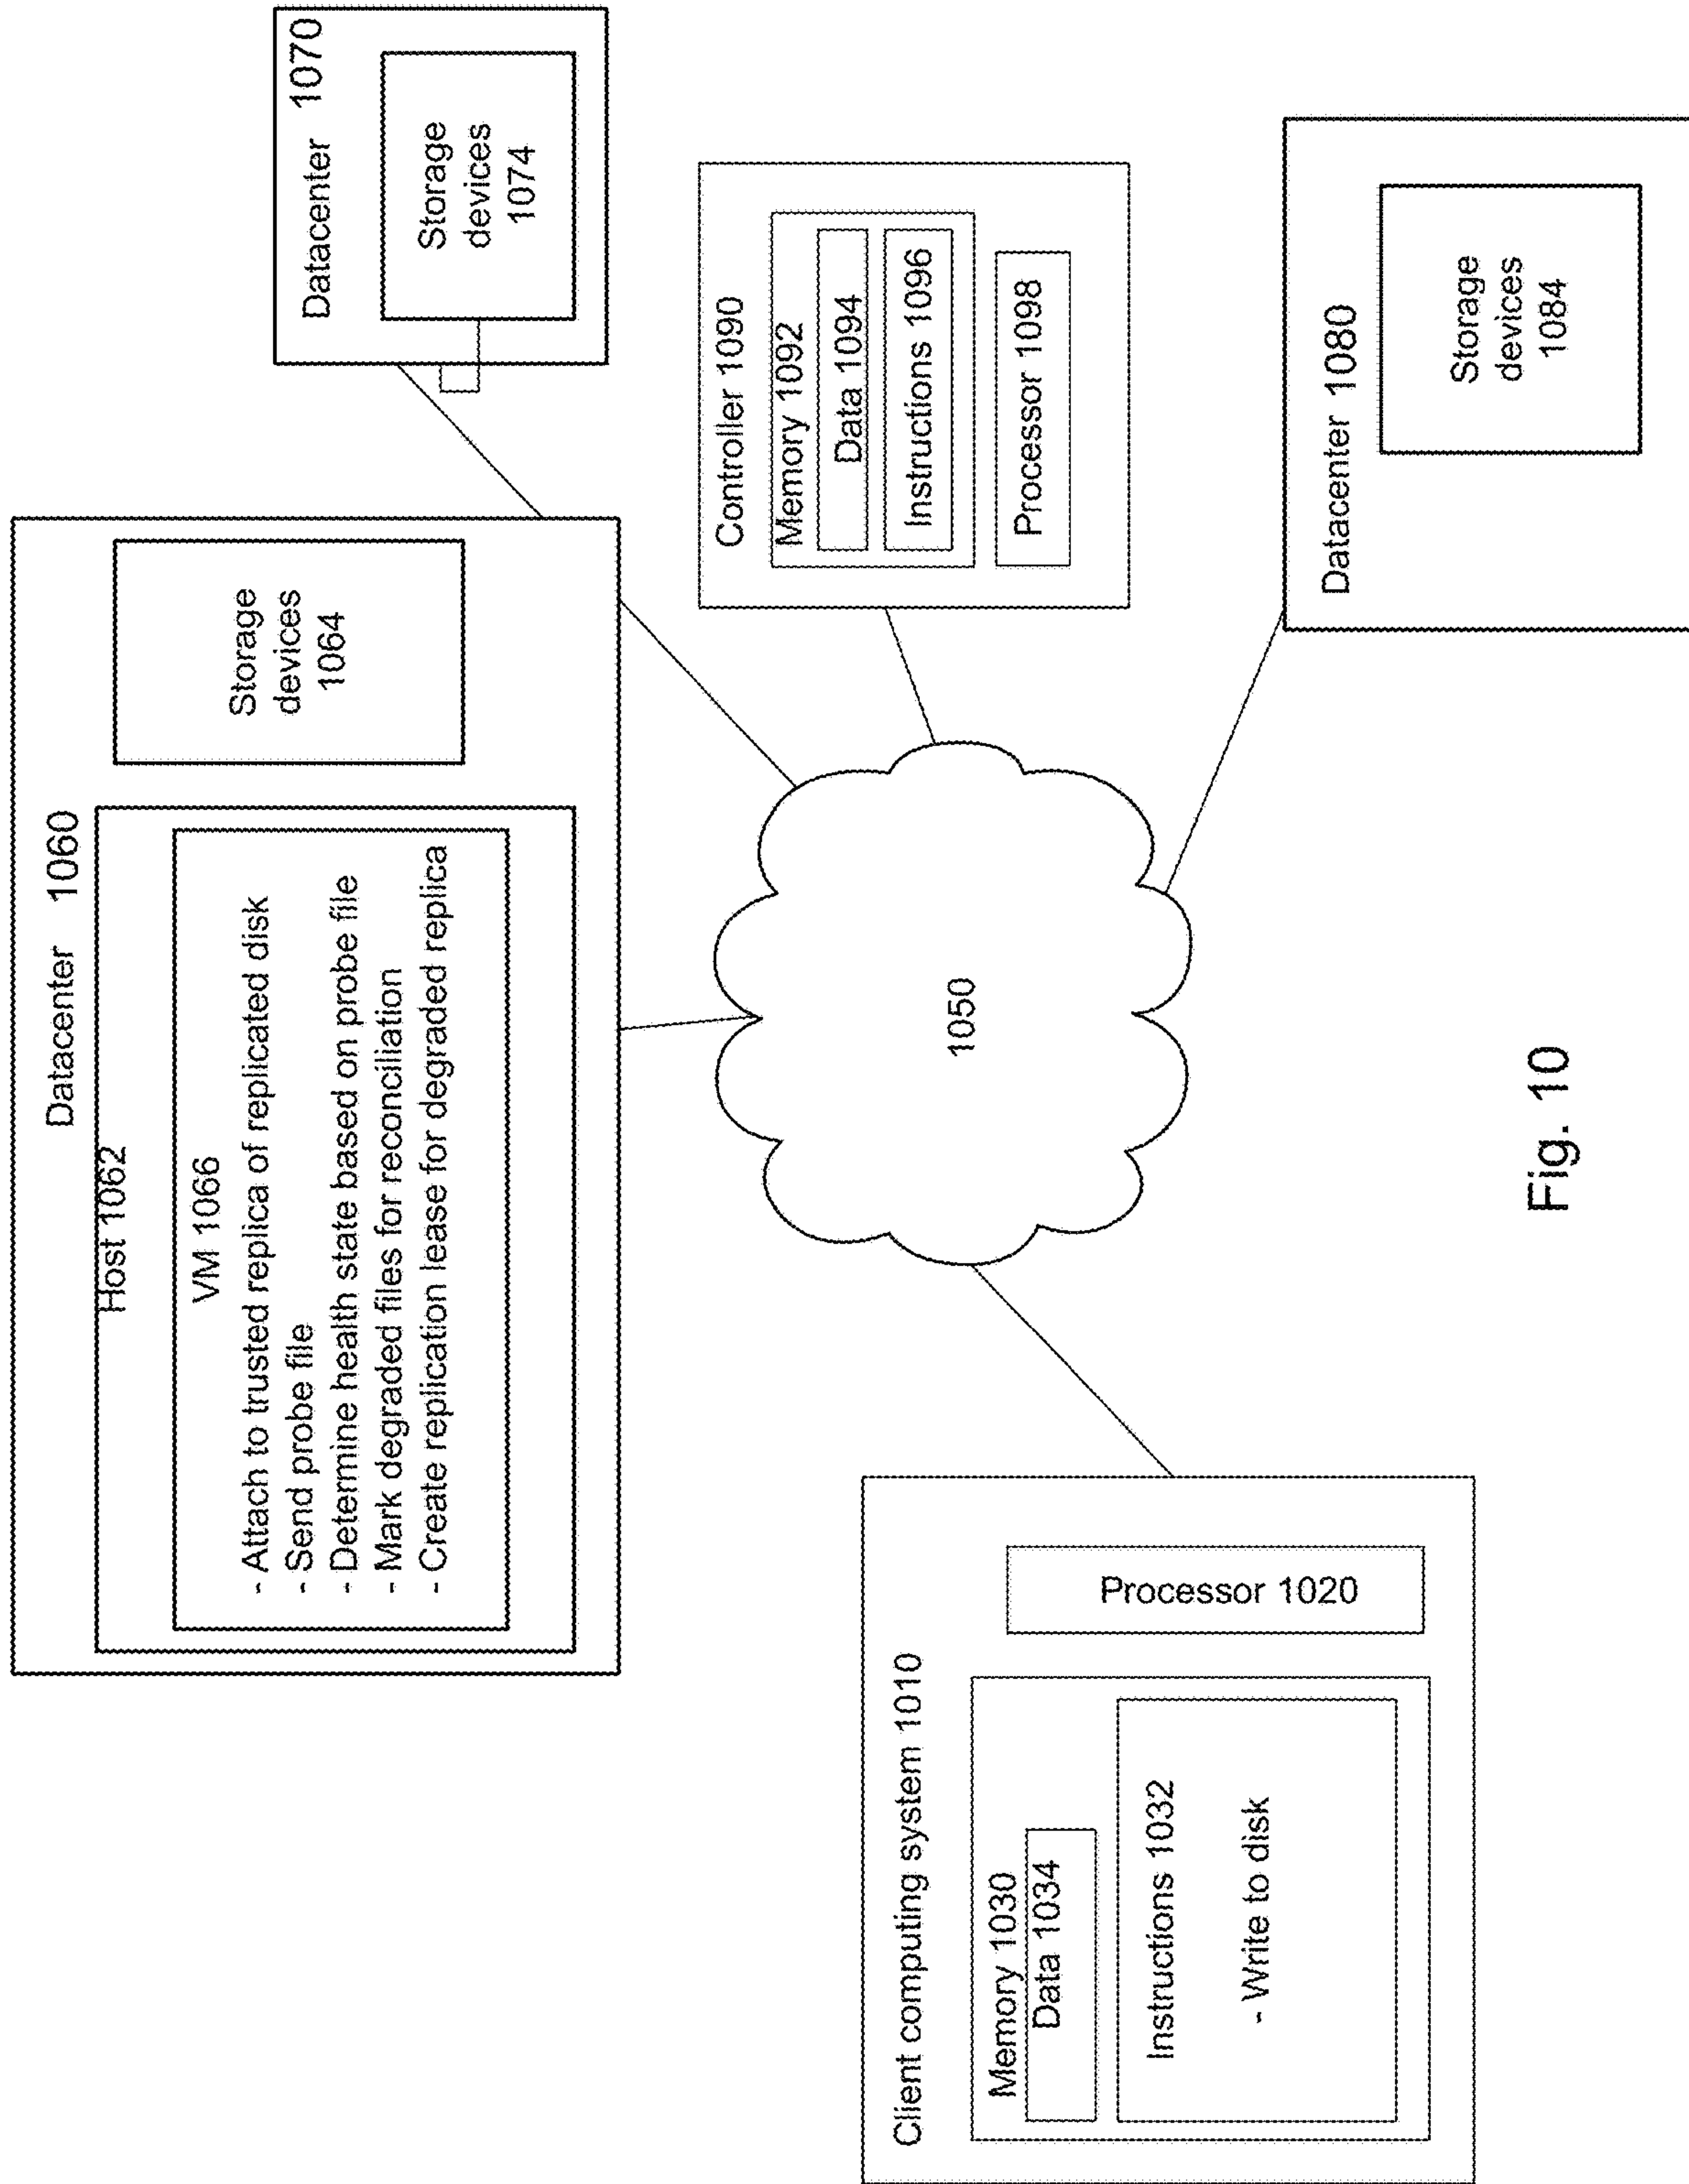 Client computing system 1010
Memory 1030
Data 1034
Instructions 1032
- Write to disk
Processor 1020
Datacenter 1060
Host 1062
VM 1066
- Attach to trusted replica of replicated disk
- Send probe file
- Determine health state based on probe file
- Mark degraded files for reconciliation
- Create replication lease for degraded replica
Storage
devices
1064
1050
Datacenter 1070
Storage
devices
1074
Controller 1090
Memory 1092
Data 1094
Instructions 1096
Processor 1098
Datacenter 1080
Storage
devices
1084
Fig. 10